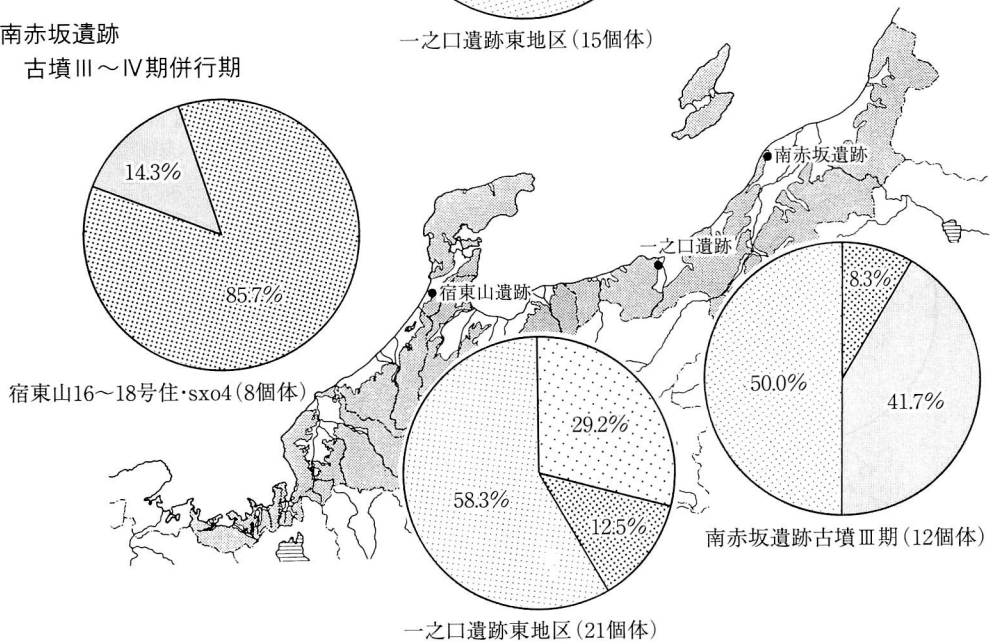 一之口遺跡東地区(15個体)
南赤坂遺跡
古墳Ⅲ～Ⅳ期併行期
14.3%
85.7%
宿東山16～18号住・sxo4(8個体)
南赤坂遺跡
一之口遺跡
宿東山遺跡
29.2%
58.3%
12.5%
一之口遺跡東地区(21個体)
8.3%
50.0%
41.7%
南赤坂遺跡古墳Ⅲ期(12個体)